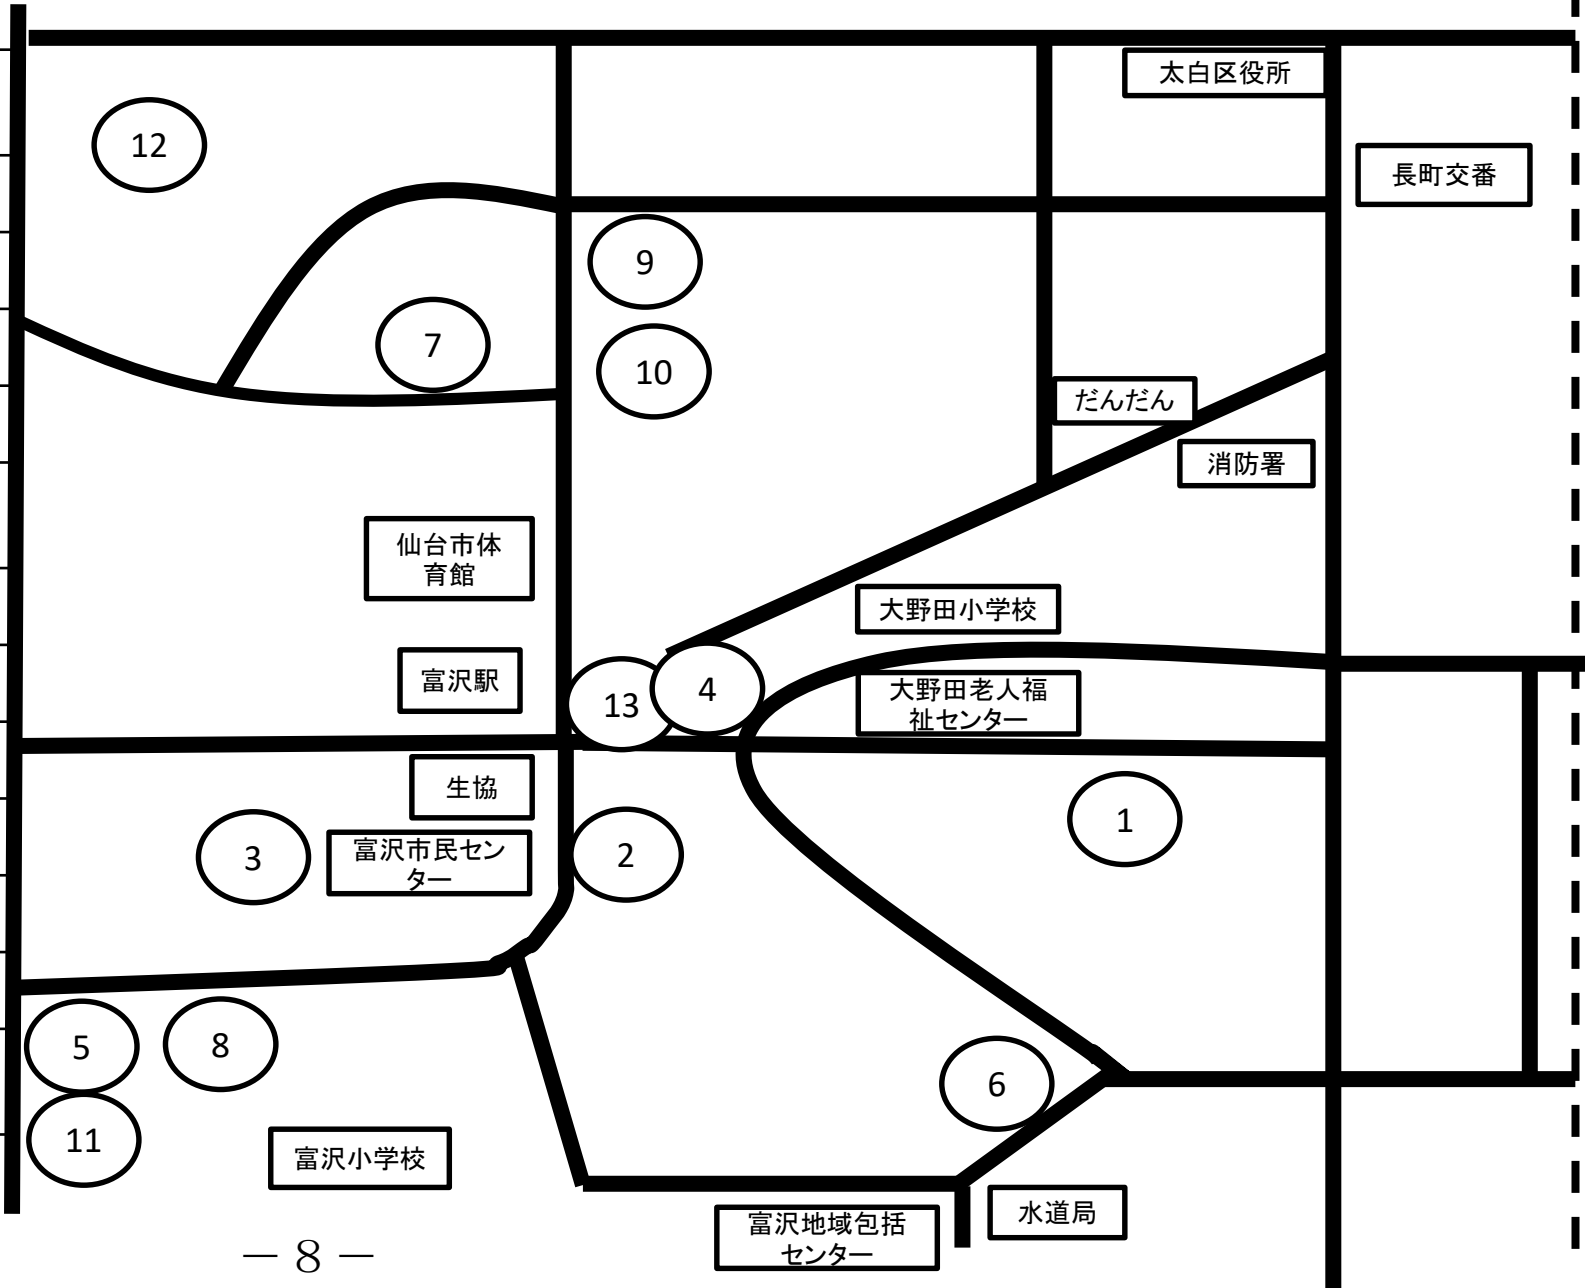 太白区役所
12
長町交番
9
7
10
だんだん
消防署
仙台市体
育館
大野田小学校
富沢駅
13
4
大野田老人福
祉センター
生協
1
3
富沢市民セン
ター
2
5
8
6
11
富沢小学校
水道局
富沢地域包括
センター
－８－